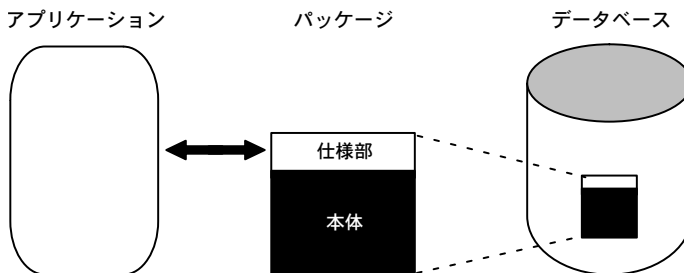 アプリケーション
パッケージ
データベース
仕様部
本体